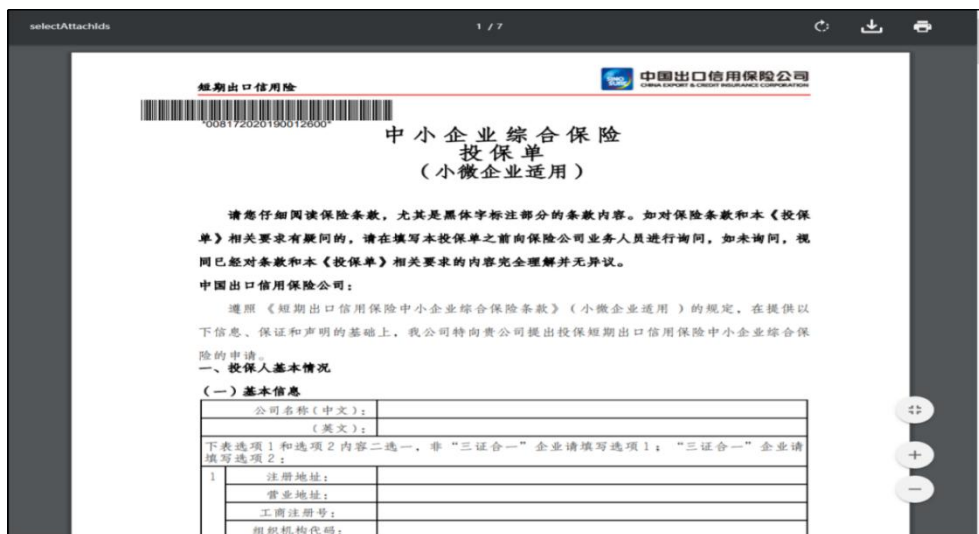 selectAttachIds
1 / 7
短期出口信用险
中国出口信用保险公司
CHINA EXPORT & CREDIT INSURANCE CORPORATION
*008172020190012600*
中小企业综合保险
投保单
（小微企业适用）
请您仔细阅读保险条款，尤其是黑体字标注部分的条款内容。如对保险条款和本《投保
单》相关要求有疑问的，请在填写本投保单之前向保险公司业务人员进行询问，如未询问，视
同已经对条款和本《投保单》相关要求的内容完全理解并无异议。
中国出口信用保险公司：
遵照 《短期出口信用保险中小企业综合保险条款》（小微企业适用 ）的规定，在提供以
下信息、保证和声明的基础上，我公司特向贵公司提出投保短期出口信用保险中小企业综合保
险的申请。
一、投保人基本情况
（一）基本信息
公司名称(中文)：
(英文)：
下表选项1和选项2内容二选一，非“三证合一”企业请填写选项1； “三证合一”企业请
填写选项2：
1 注册地址：
营业地址：
工商注册号：
组织机构代码：